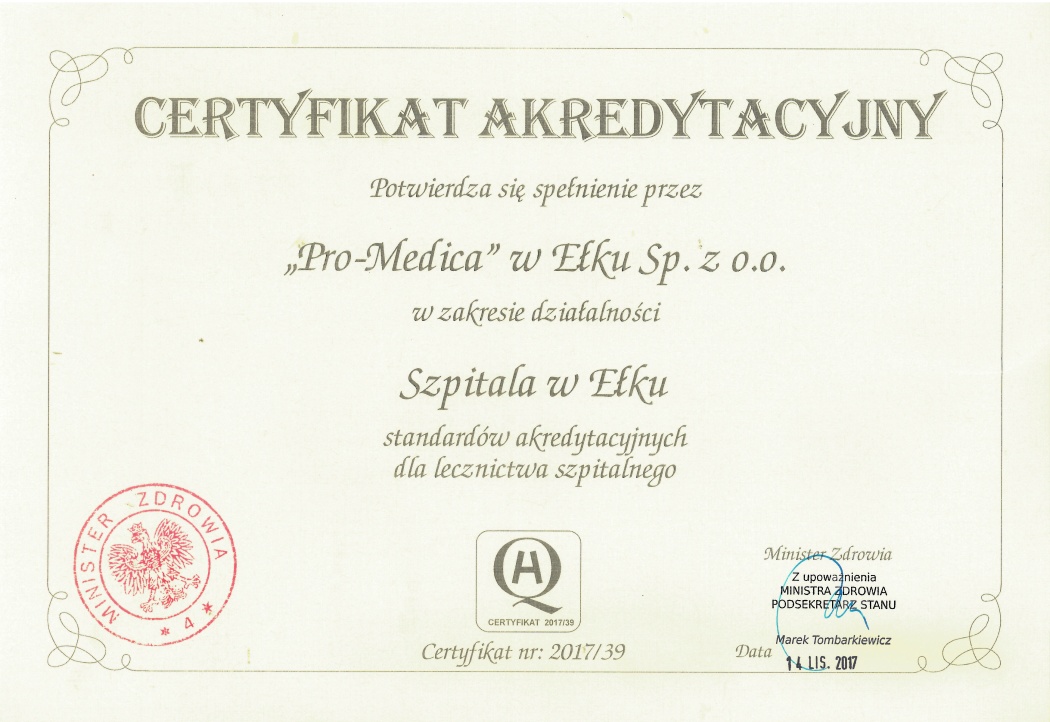 CERTYFIKAT AKREDYTACYJNY
Potwierdza się spełnienie przez
„Pro-Medica” w Ełku Sp. z o.o.
w zakresie działalności
Szpitala w Ełku
standardów akredytacyjnych
dla lecznictwa szpitalnego
MINISTER ZDROWIA
* 4 *
HQ
CERTYFIKAT 2017/39
Certyfikat nr: 2017/39
Minister Zdrowia
Z upoważnienia
MINISTRA ZDROWIA
PODSEKRETARZ STANU
Marek Tombarkiewicz
Data 14 LIS. 2017